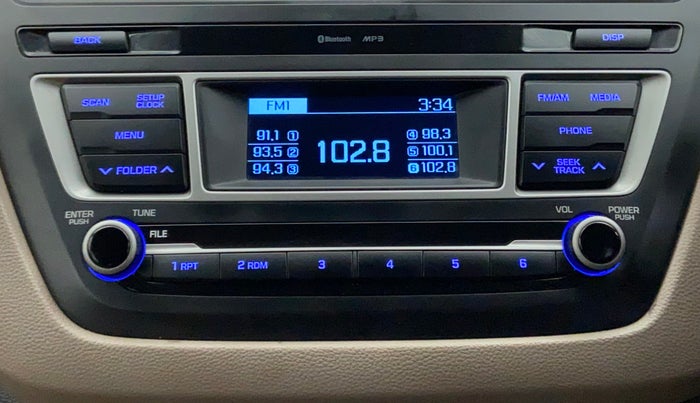 BACK
Bluetooth MP3
DISP
SCAN SETUP CLOCK
FM1 3:34
FM/AM MEDIA
MENU
91,1 1
93,5 2
94,3 3
102.8
4 98,3
5 100,1
6 102,8
PHONE
FOLDER
SEEK TRACK
ENTER PUSH
TUNE
FILE
VOL
POWER PUSH
1 RPT 2 RDM 3 4 5 6